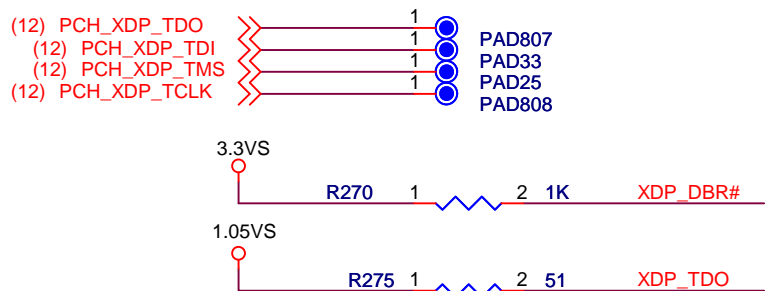 (12) PCH_XDP_TDO 1 PAD807
(12) PCH_XDP_TDI 1 PAD33
(12) PCH_XDP_TMS 1 PAD25
(12) PCH_XDP_TCLK 1 PAD808
3.3VS
R270 1 2 1K XDP_DBR#
1.05VS
R275 1 2 51 XDP_TDO